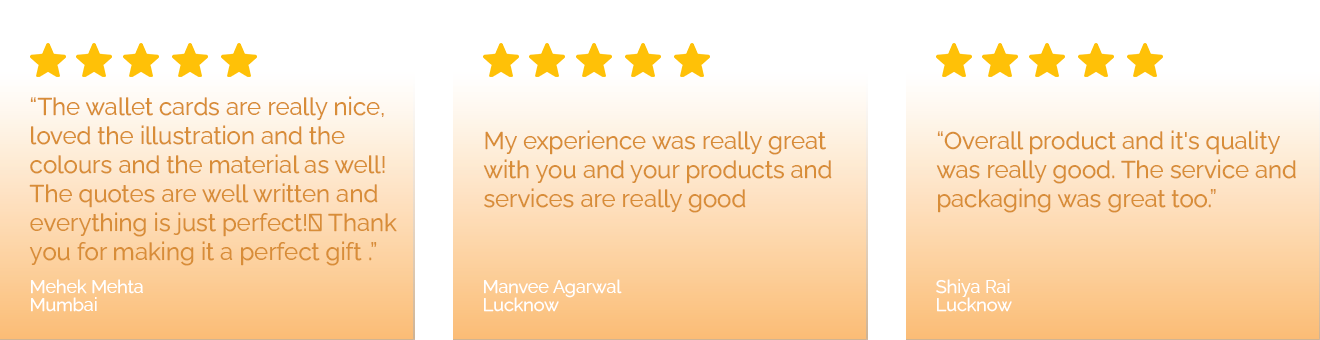 “The wallet cards are really nice,
loved the illustration and the
colours and the material as well!
The quotes are well written and
everything is just perfect! Thank
you for making it a perfect gift .”
Mehek Mehta
Mumbai
My experience was really great
with you and your products and
services are really good
Manvee Agarwal
Lucknow
“Overall product and it's quality
was really good. The service and
packaging was great too.”
Shiya Rai
Lucknow